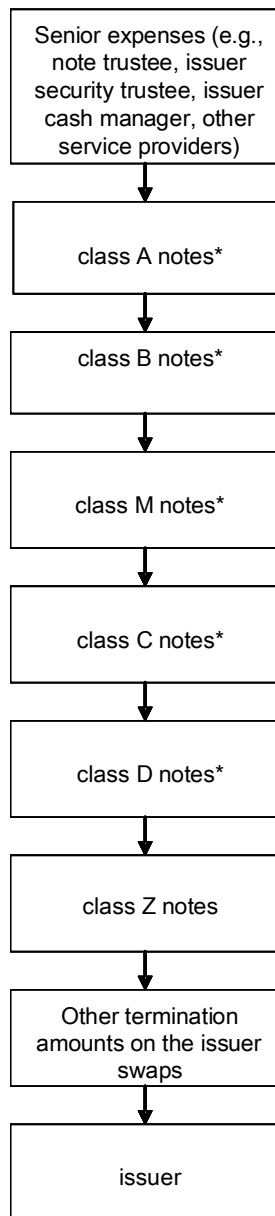 Senior expenses (e.g.,
note trustee, issuer
security trustee, issuer
cash manager, other
service providers)
class A notes*
class B notes*
class M notes*
class C notes*
class D notes*
class Z notes
Other termination
amounts on the issuer
swaps
issuer